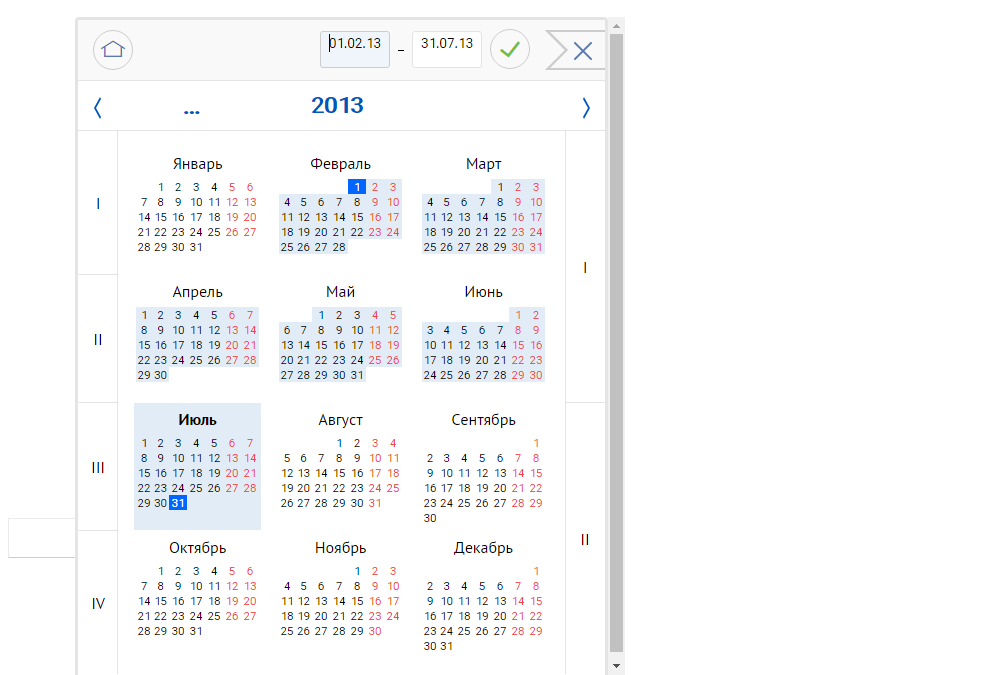 01.02.13 – 31.07.13
... 2013
Январь Февраль Март
1 2 3 4 5 6 1 2 3 1 2 3
7 8 9 10 11 12 13 4 5 6 7 8 9 10 4 5 6 7 8 9 10
I 14 15 16 17 18 19 20 11 12 13 14 15 16 17 11 12 13 14 15 16 17
21 22 23 24 25 26 27 18 19 20 21 22 23 24 18 19 20 21 22 23 24
28 29 30 31 25 26 27 28 25 26 27 28 29 30 31
I
Апрель Май Июнь
1 2 3 4 5 6 7 1 2 3 4 5 1 2
8 9 10 11 12 13 14 6 7 8 9 10 11 12 3 4 5 6 7 8 9
II 15 16 17 18 19 20 21 13 14 15 16 17 18 19 10 11 12 13 14 15 16
22 23 24 25 26 27 28 20 21 22 23 24 25 26 17 18 19 20 21 22 23
29 30 27 28 29 30 31 24 25 26 27 28 29 30
Июль Август Сентябрь
1 2 3 4 5 6 7 1 2 3 4 1
8 9 10 11 12 13 14 5 6 7 8 9 10 11 2 3 4 5 6 7 8
III 15 16 17 18 19 20 21 12 13 14 15 16 17 18 9 10 11 12 13 14 15
22 23 24 25 26 27 28 19 20 21 22 23 24 25 16 17 18 19 20 21 22
29 30 31 26 27 28 29 30 31 23 24 25 26 27 28 29
30
II
Октябрь Ноябрь Декабрь
1 2 3 4 5 6 1 2 3 1
7 8 9 10 11 12 13 4 5 6 7 8 9 10 2 3 4 5 6 7 8
IV 14 15 16 17 18 19 20 11 12 13 14 15 16 17 9 10 11 12 13 14 15
21 22 23 24 25 26 27 18 19 20 21 22 23 24 16 17 18 19 20 21 22
28 29 30 31 25 26 27 28 29 30 23 24 25 26 27 28 29
30 31